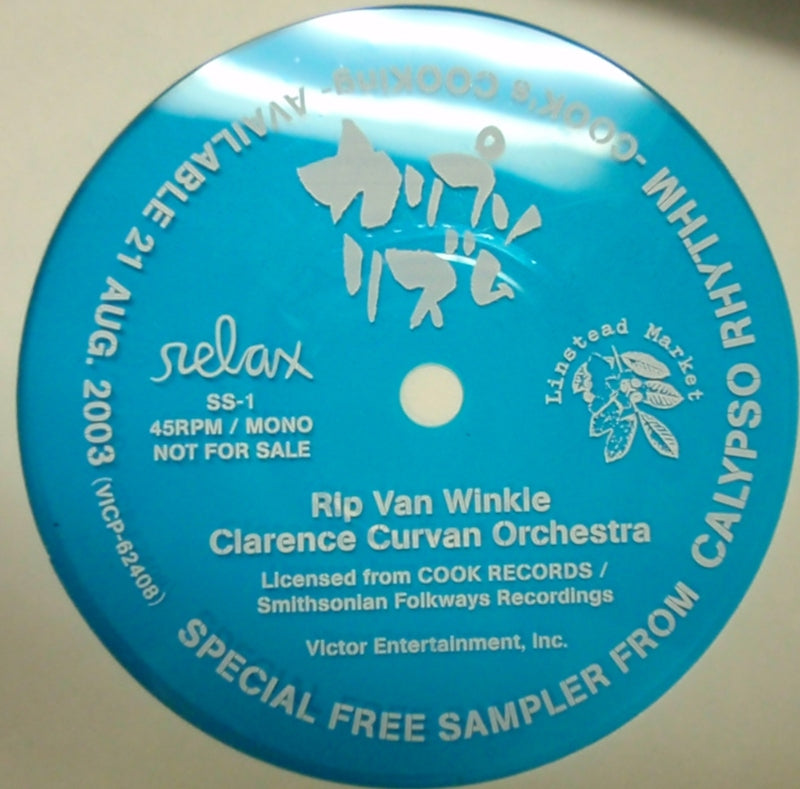 カリプソ
リズム
relax
SS-1
45RPM / MONO
NOT FOR SALE
Linstead Market
Rip Van Winkle
Clarence Curvan Orchestra
Licensed from COOK RECORDS /
Smithsonian Folkways Recordings
Victor Entertainment, Inc.
SPECIAL FREE SAMPLER FROM CALYPSO RHYTHM -COOK's COOKing- AVAILABLE 21 AUG. 2003 (VICP-62408)